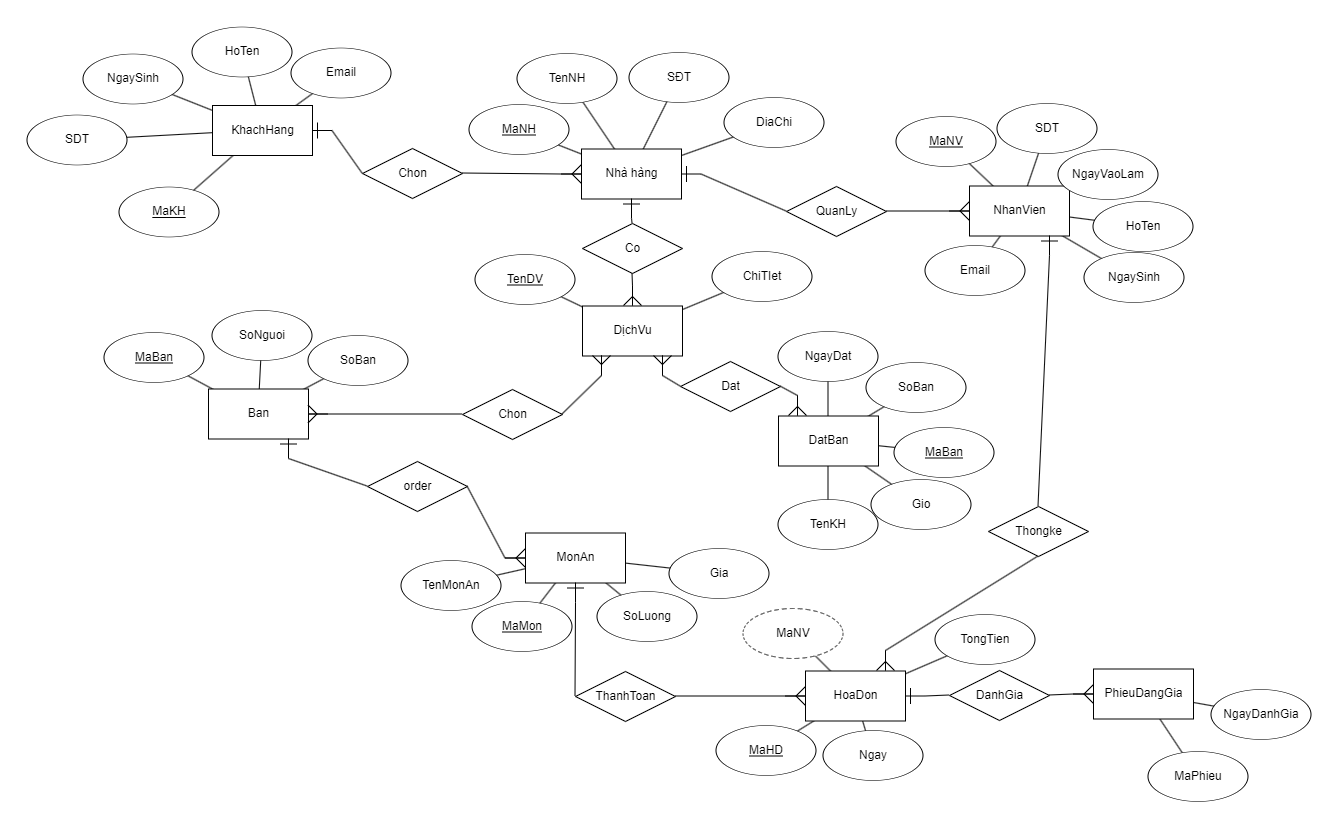 HoTen
NgaySinh
Email
KhachHang
SDT
MaKH
Chon
TenNH
SĐT
MaNH
DiaChi
Nhà hàng
QuanLy
MaNV
SDT
NgayVaoLam
NhanVien
HoTen
Email
NgaySinh
Co
TenDV
ChiTIet
DịchVu
MaBan
SoNguoi
SoBan
Ban
Chon
Dat
NgayDat
SoBan
DatBan
MaBan
Gio
TenKH
order
Thongke
MonAn
TenMonAn
Gia
MaMon
SoLuong
MaNV
TongTien
ThanhToan
HoaDon
DanhGia
PhieuDangGia
NgayDanhGia
MaHD
Ngay
MaPhieu